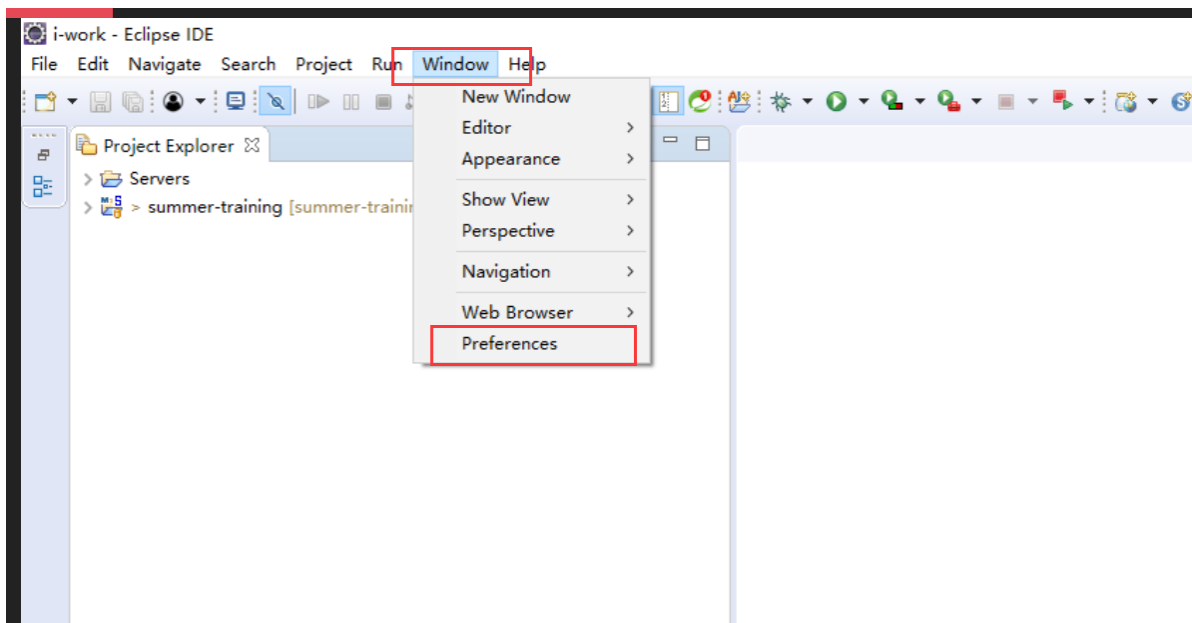 i-work - Eclipse IDE
File Edit Navigate Search Project Run Window Help
New Window
Editor
Appearance
Show View
Perspective
Navigation
Web Browser
Preferences
Project Explorer
Servers
> summer-training [summer-trainin